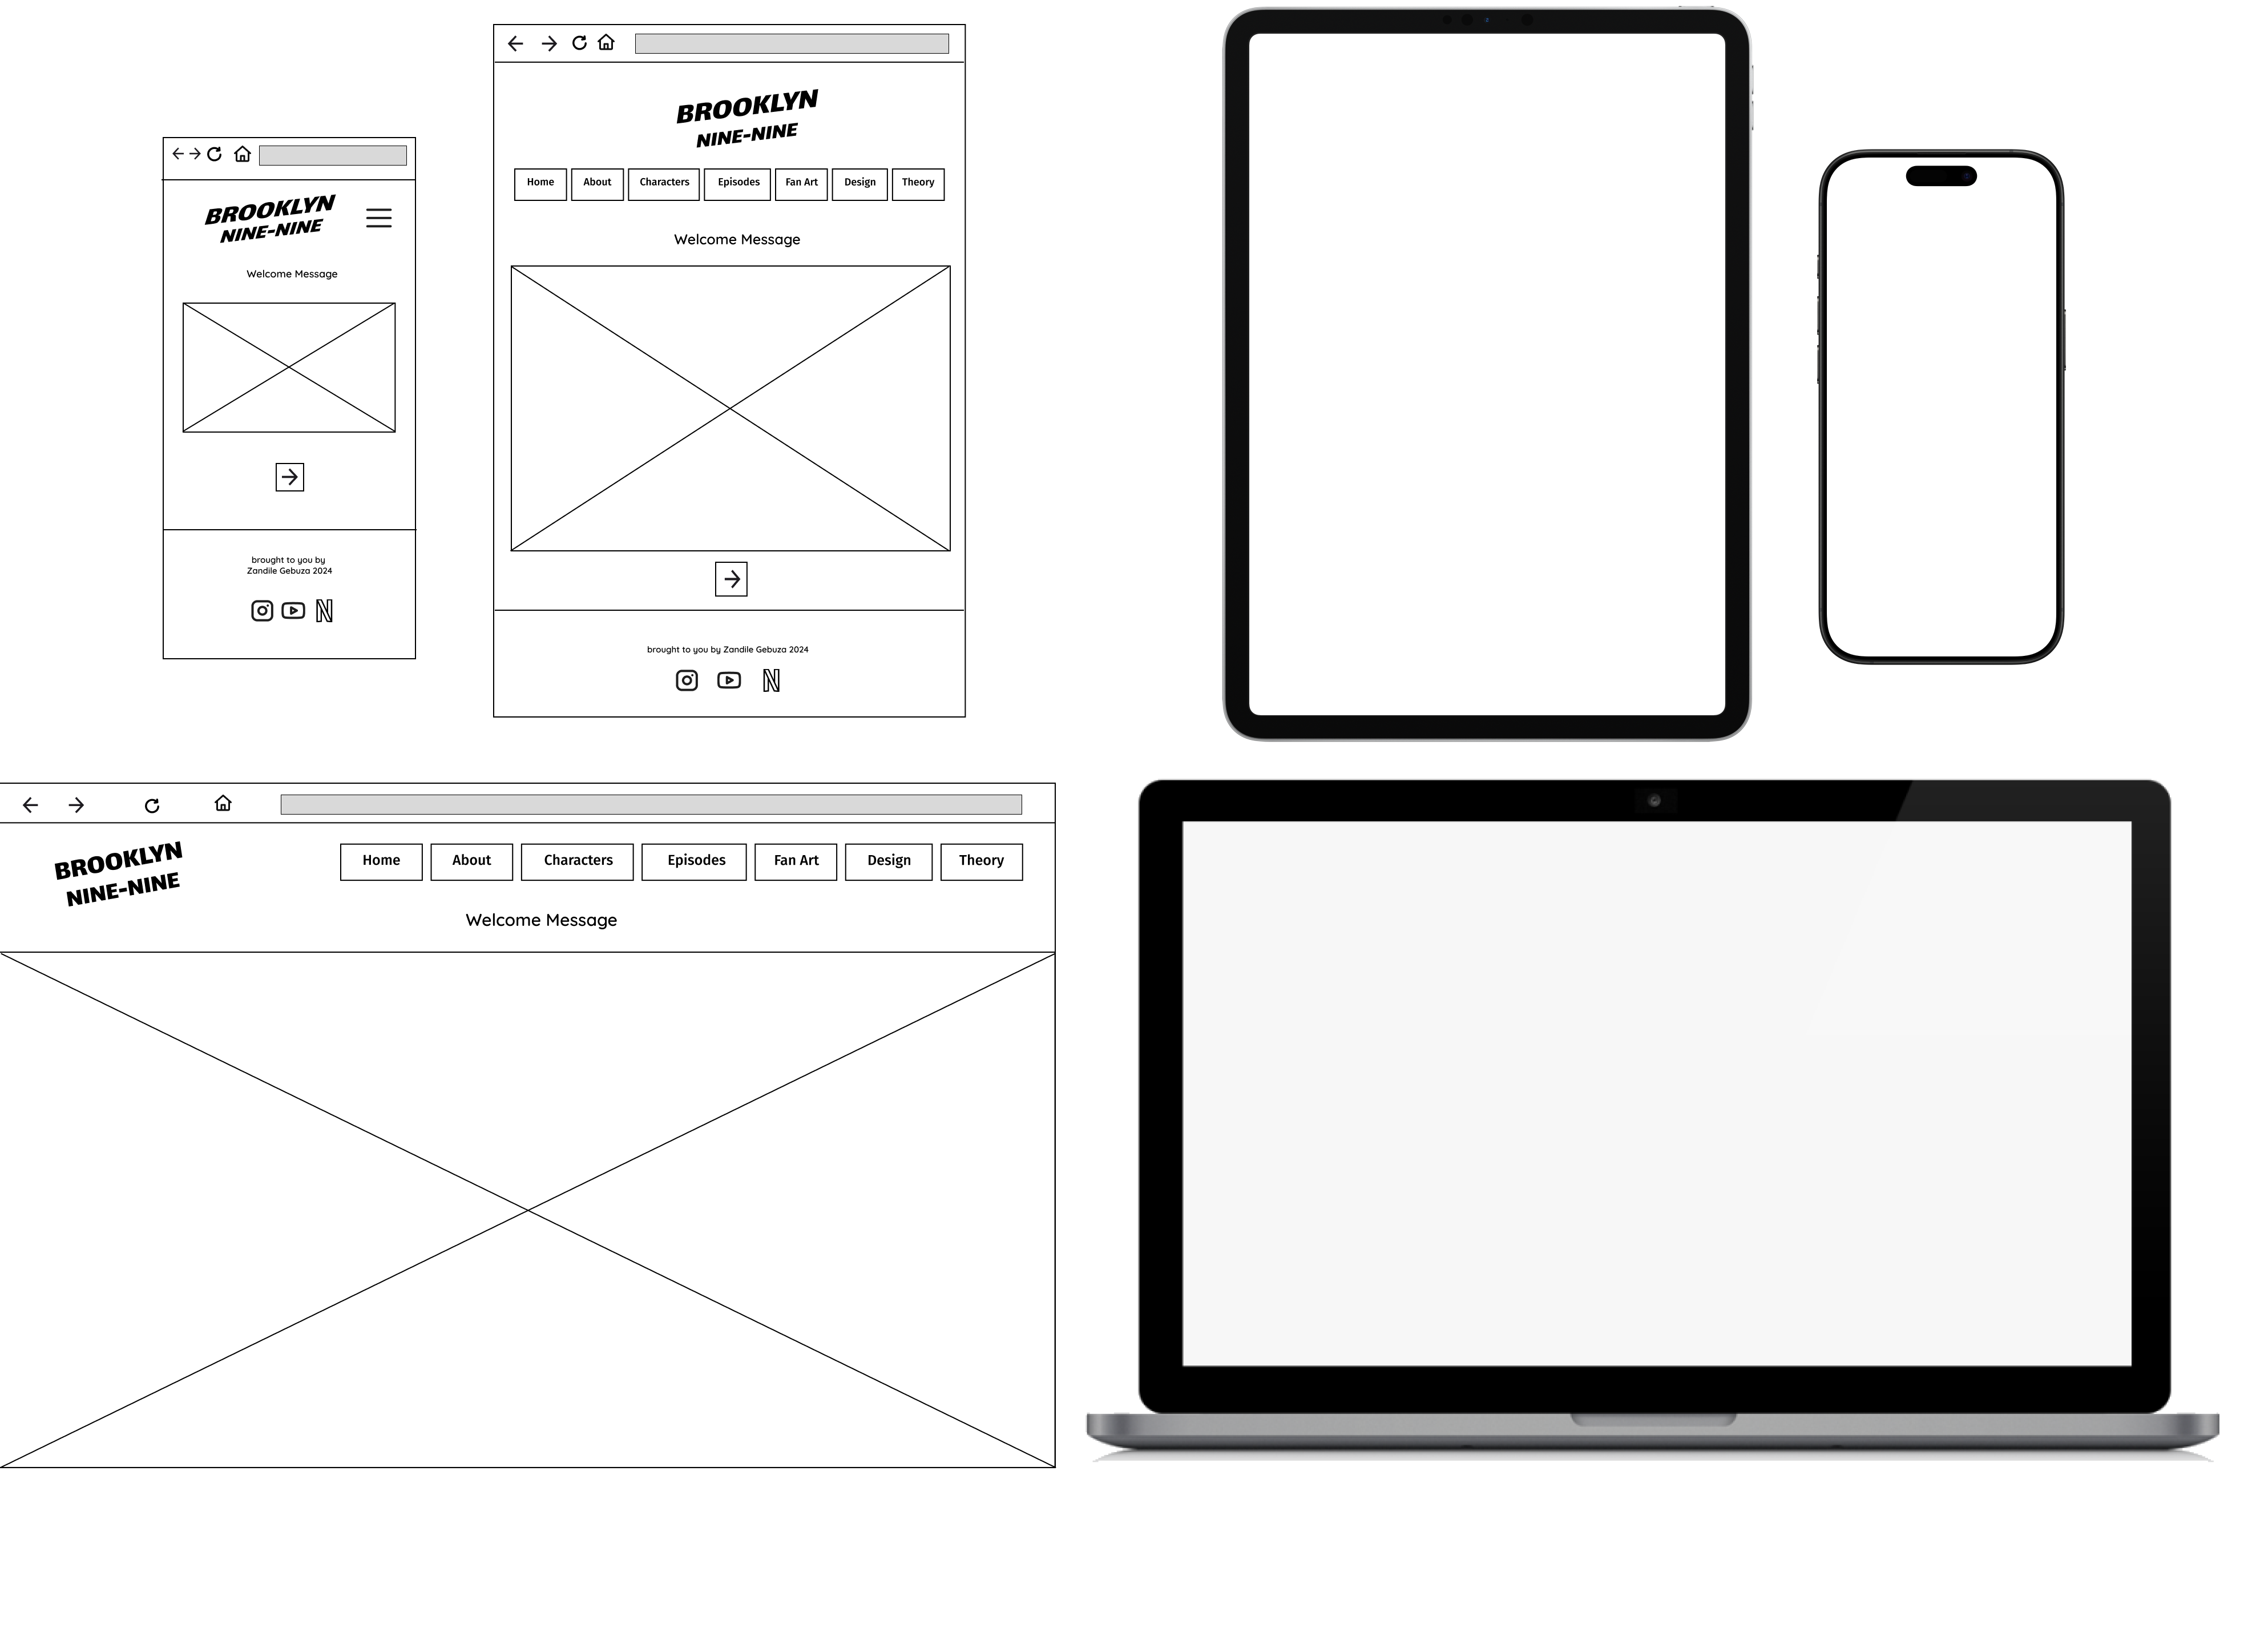 BROOKLYN
NINE-NINE
Welcome Message
brought to you by
Zandile Gebuza 2024
BROOKLYN
NINE-NINE
Home About Characters Episodes Fan Art Design Theory
Welcome Message
brought to you by Zandile Gebuza 2024
BROOKLYN
NINE-NINE
Home About Characters Episodes Fan Art Design Theory
Welcome Message